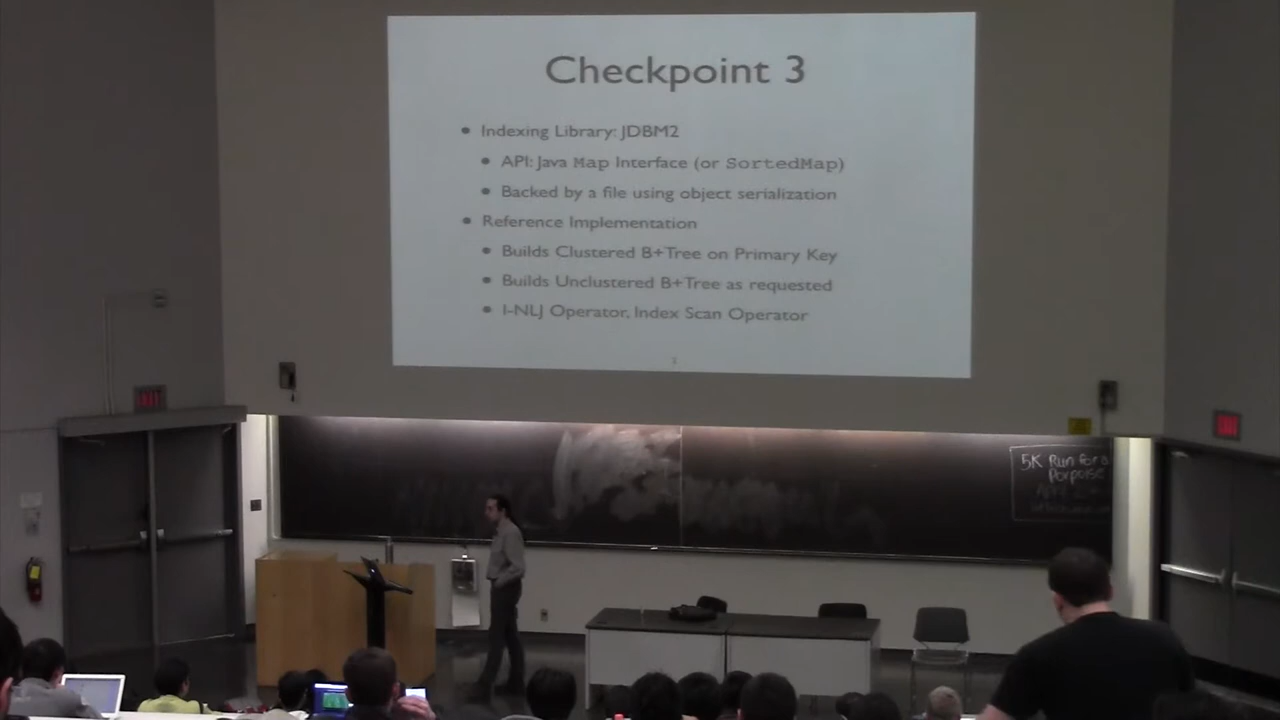 Checkpoint 3
• Indexing Library: JDBM2
• API: Java Map Interface (or SortedMap)
• Backed by a file using object serialization
• Reference Implementation
• Builds Clustered B+Tree on Primary Key
• Builds Unclustered B+Tree as requested
• I-NLJ Operator, Index Scan Operator
EXIT
5K Run for a
Porpoise